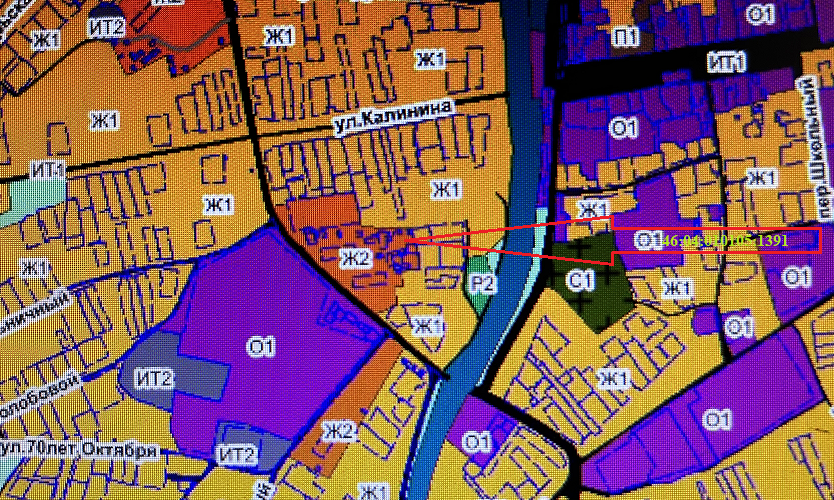 Ж1
ИТ2
Ж2
Ж1
Ж1
П1
О1
ИТ1
Ж1
ул.Калинина
О1
пер.Школьный
ИТ1
Ж1
Ж1
Ж1
Ж1
Ж1
О1
Ж2
Р2
С1
Ж1
О1
Ж1
О1
О1
Ж1
ИТ2
Ж1
О1
Ж2
О1
ул.70лет Октября
ИТ2
Ж1